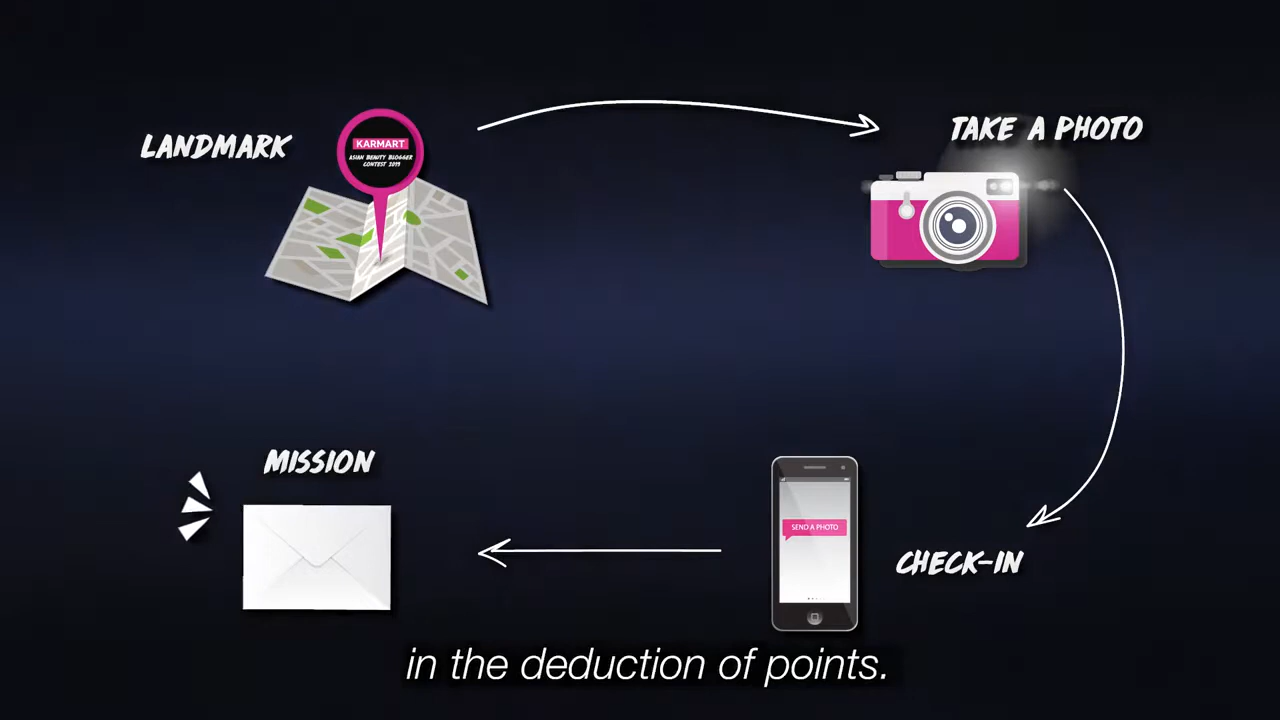 LANDMARK
KARMART
ASIAN BEAUTY BLOGGER
CONTEST 2019
TAKE A PHOTO
MISSION
SEND A PHOTO
CHECK-IN
in the deduction of points.